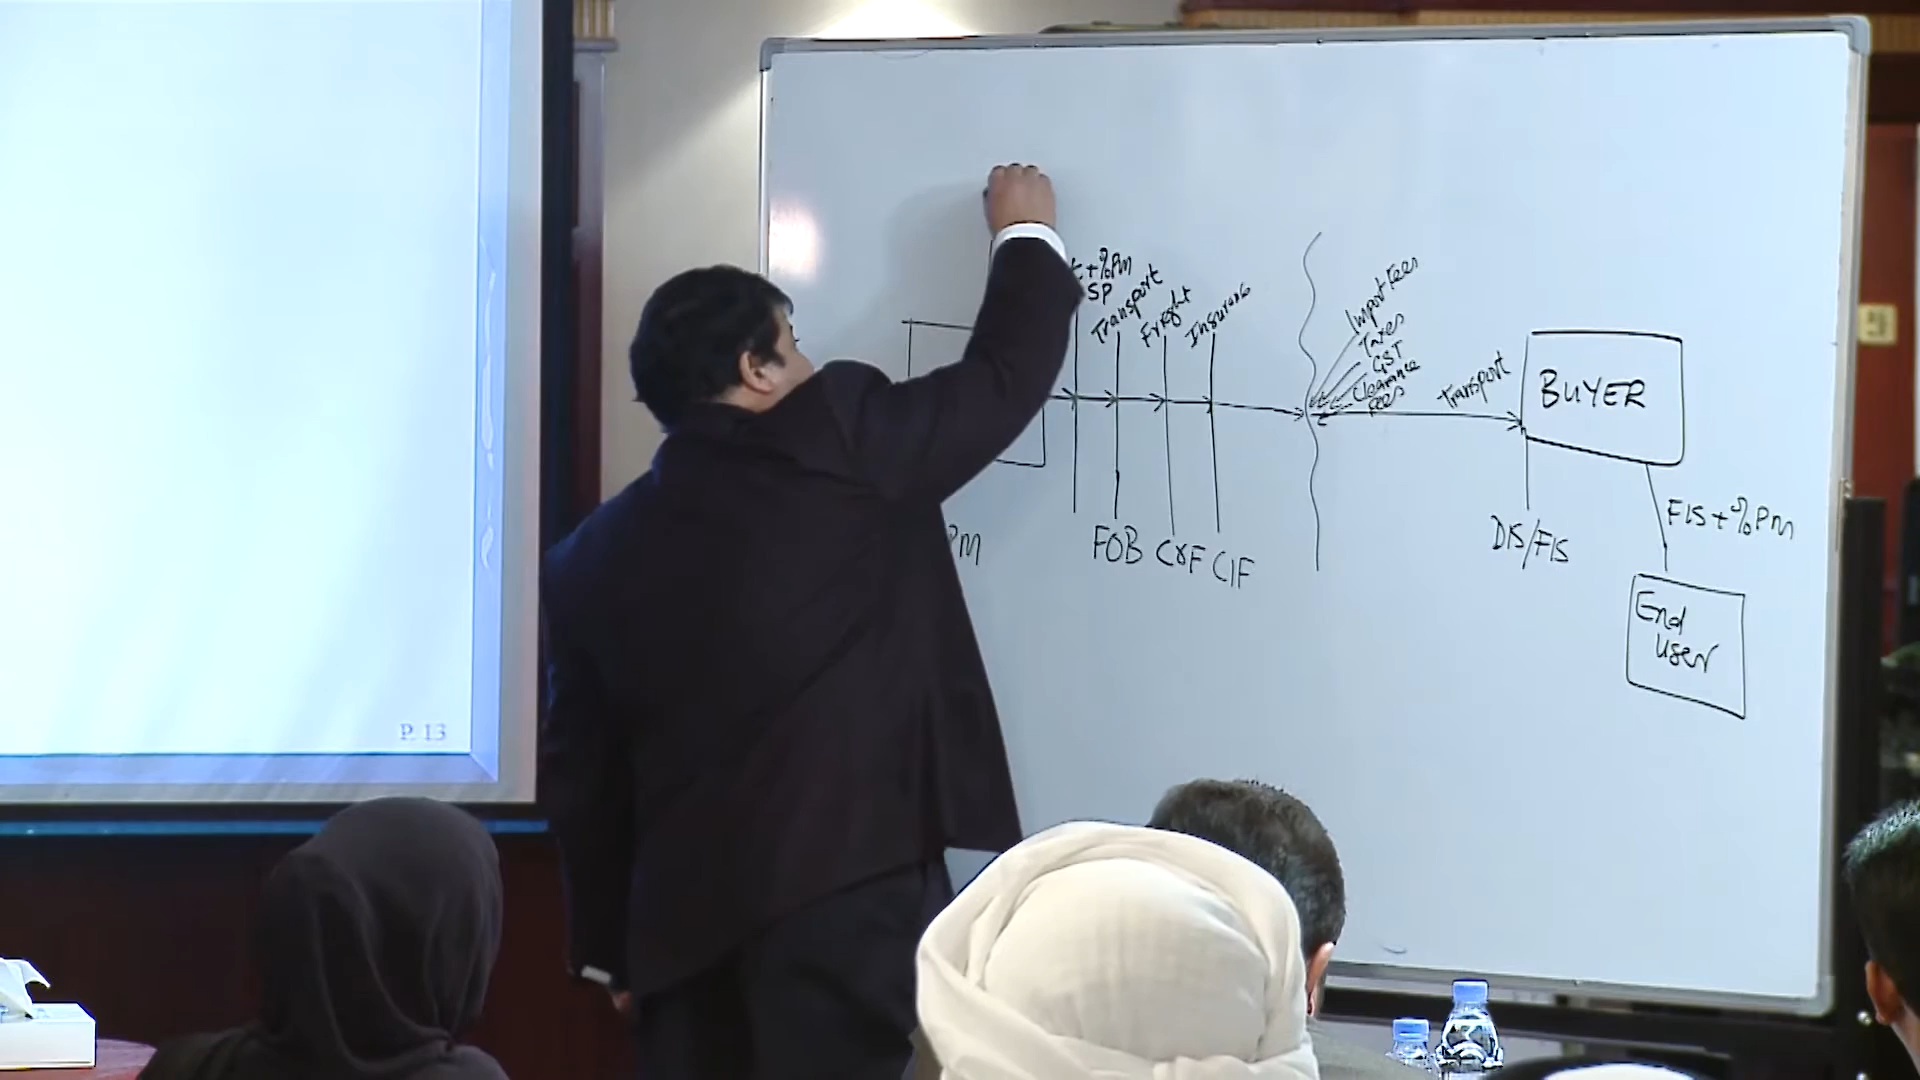 +%PM
SP
Transport
Freight
Insurance
Import Fees
Taxes
GST
Clearance
Fees
Transport
BUYER
PM
FOB
C&F
CIF
DIS/FIS
FIS+%PM
End
User
P. 13